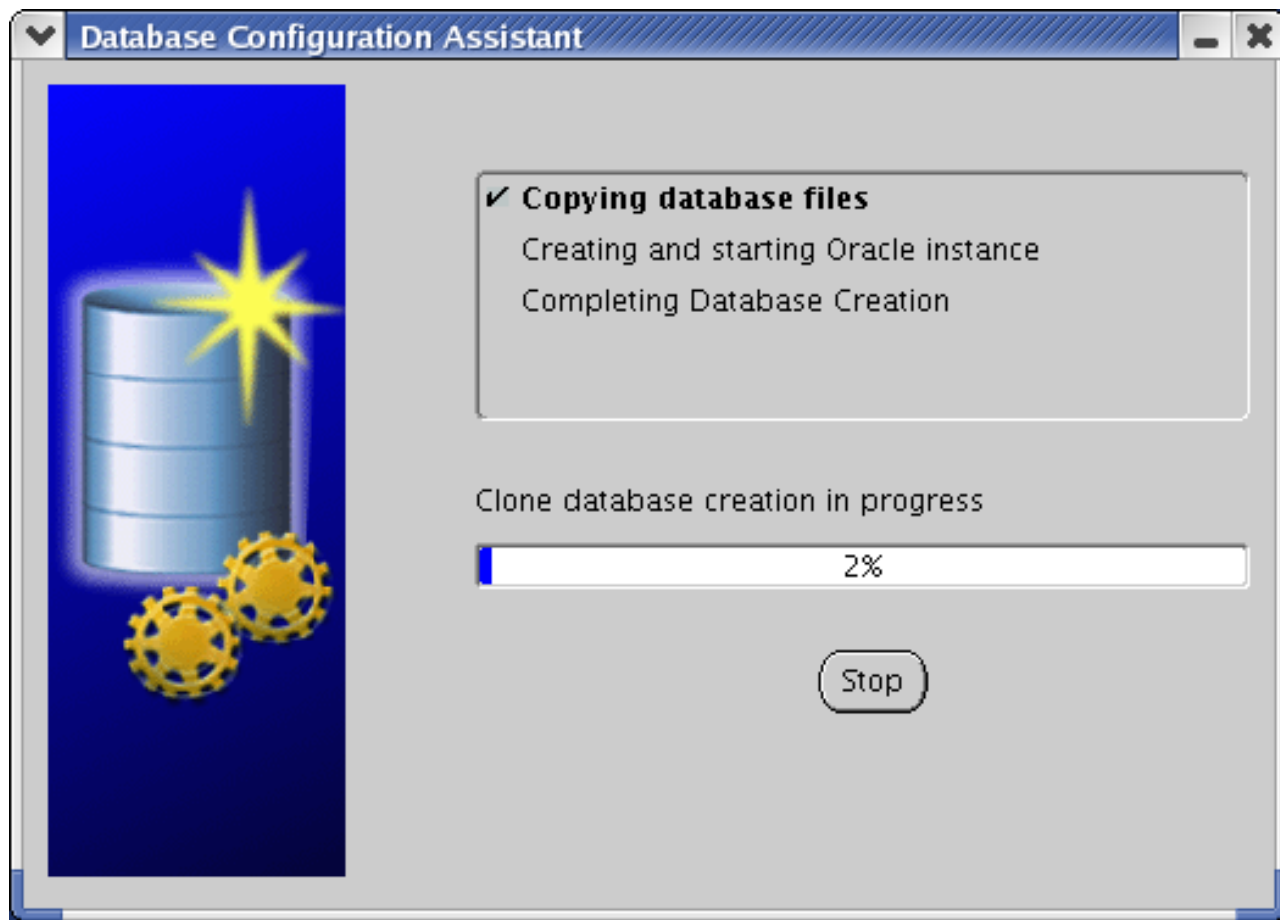 Database Configuration Assistant
Copying database files
Creating and starting Oracle instance
Completing Database Creation
Clone database creation in progress
2%
Stop